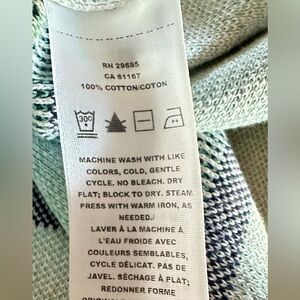 RN 29685
CA 61167
100% COTTON/COTON
30°
MACHINE WASH WITH LIKE
COLORS, COLD, GENTLE
CYCLE. NO BLEACH. DRY
FLAT; BLOCK TO DRY. STEAM
PRESS WITH WARM IRON, AS
NEEDED./
LAVER À LA MACHINE À
L'EAU FROIDE AVEC
COULEURS SEMBLABLES,
CYCLE DÉLICAT. PAS DE
JAVEL. SÉCHAGE À PLAT;
REDONNER FORME